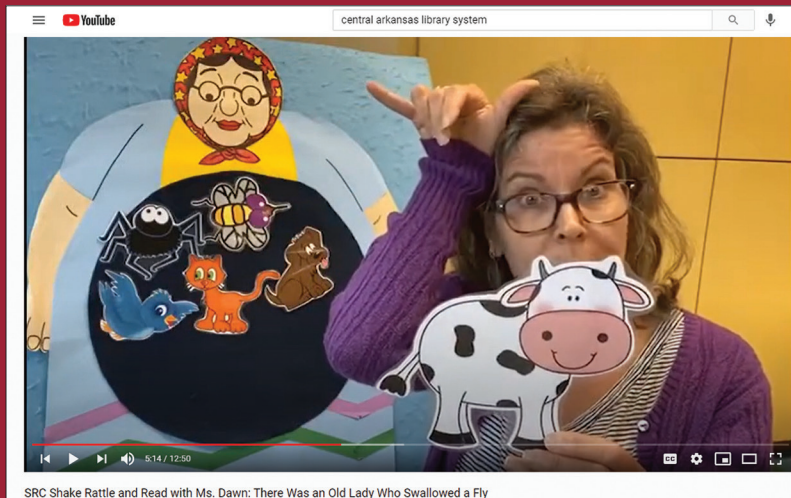 YouTube
central arkansas library system
5:14 / 12:50
CC
SRC Shake Rattle and Read with Ms. Dawn: There Was an Old Lady Who Swallowed a Fly